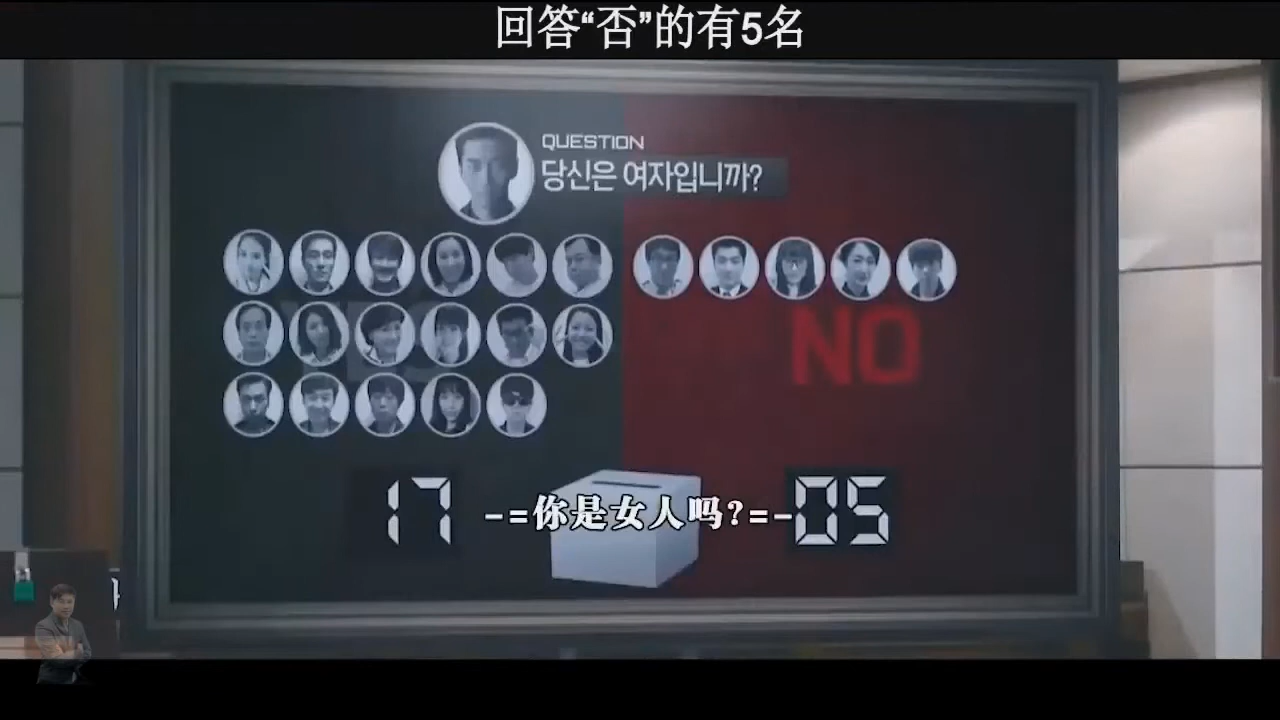 回答“否”的有5名
QUESTION
당신은 여자입니까?
YES
NO
17
-=你是女人吗?=-
05